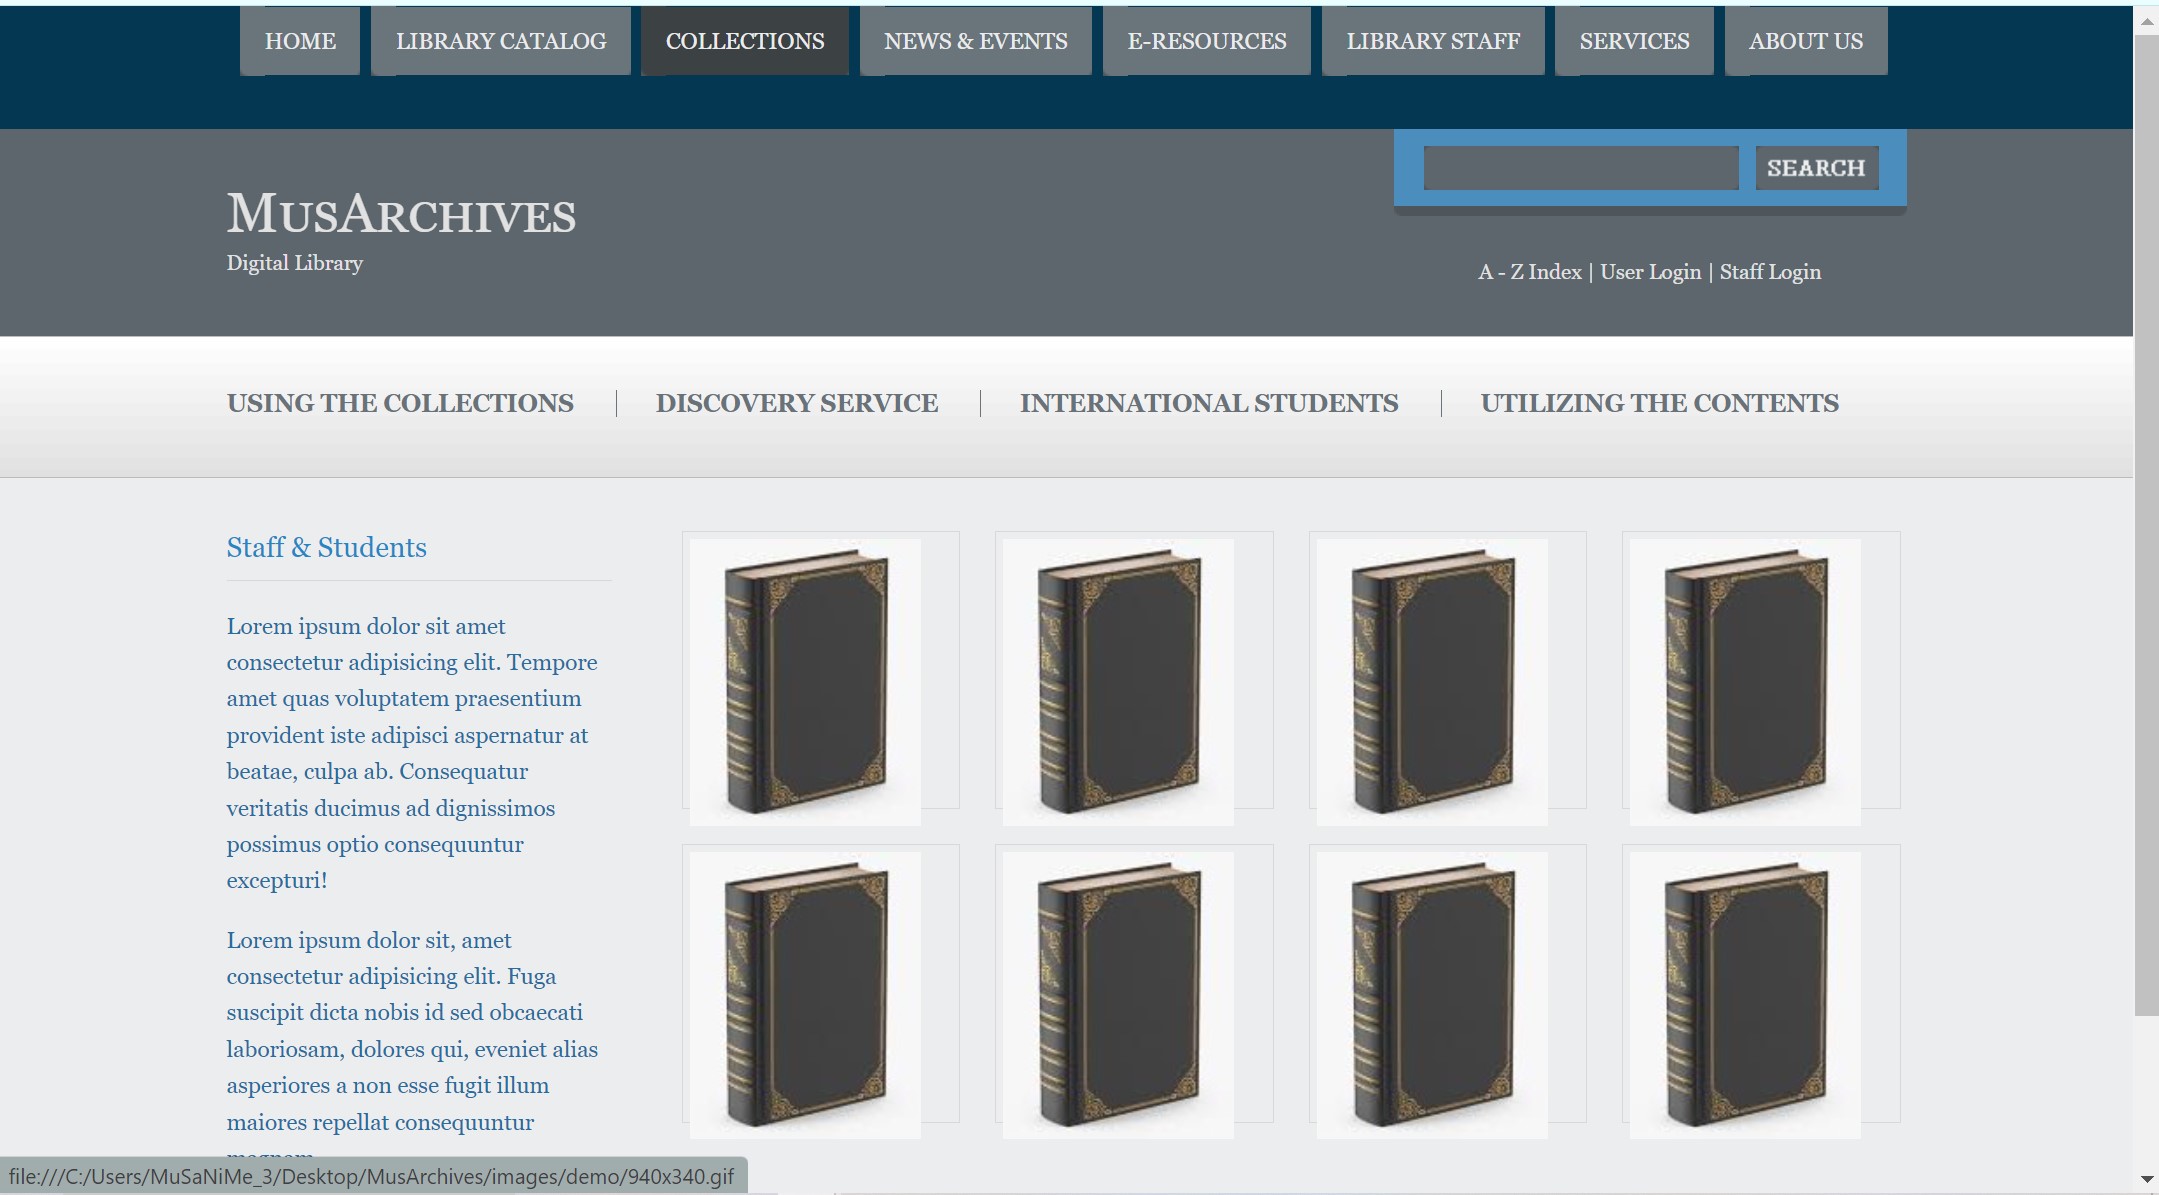 HOME LIBRARY CATALOG COLLECTIONS NEWS & EVENTS E-RESOURCES LIBRARY STAFF SERVICES ABOUT US
SEARCH
MusArchives
Digital Library
A - Z Index | User Login | Staff Login
USING THE COLLECTIONS DISCOVERY SERVICE INTERNATIONAL STUDENTS UTILIZING THE CONTENTS
Staff & Students
Lorem ipsum dolor sit amet
consectetur adipisicing elit. Tempore
amet quas voluptatem praesentium
provident iste adipisci aspernatur at
beatae, culpa ab. Consequatur
veritatis ducimus ad dignissimos
possimus optio consequuntur
excepturi!
Lorem ipsum dolor sit, amet
consectetur adipisicing elit. Fuga
suscipit dicta nobis id sed obcaecati
laboriosam, dolores qui, eveniet alias
asperiores a non esse fugit illum
maiores repellat consequuntur
file:///C:/Users/MuSaNiMe_3/Desktop/MusArchives/images/demo/940x340.gif